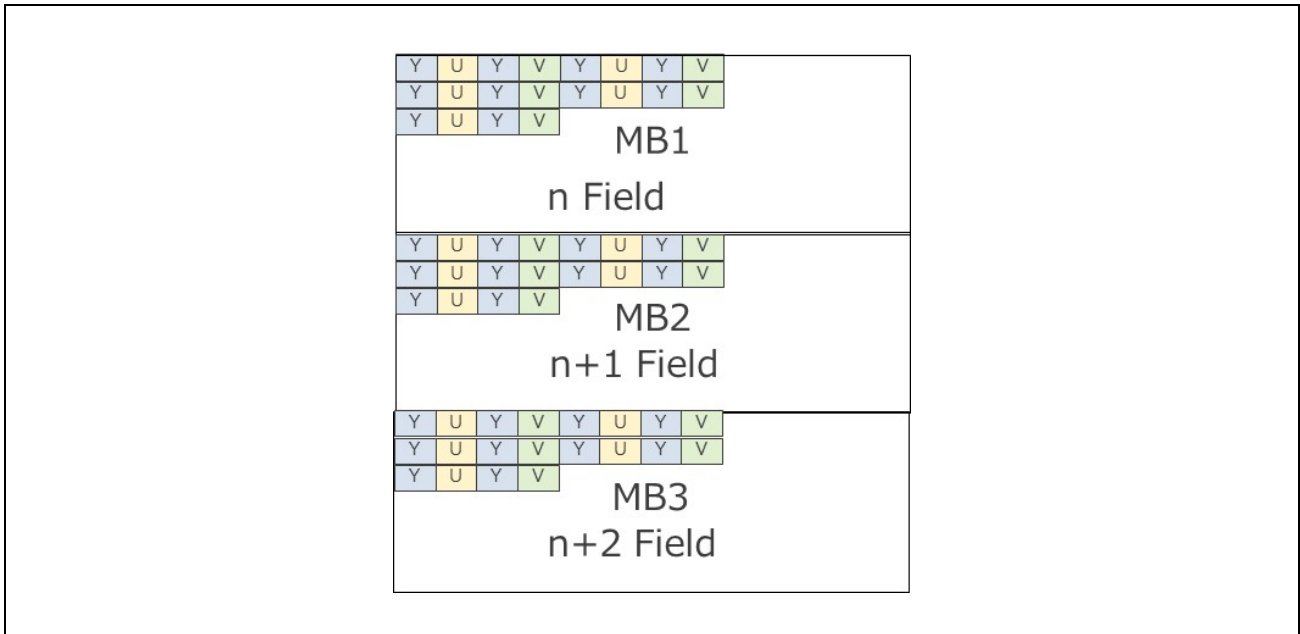 Y U Y V Y U Y V
Y U Y V Y U Y V
Y U Y V
MB1
n Field
Y U Y V Y U Y V
Y U Y V Y U Y V
Y U Y V
MB2
n+1 Field
Y U Y V Y U Y V
Y U Y V Y U Y V
Y U Y V
MB3
n+2 Field